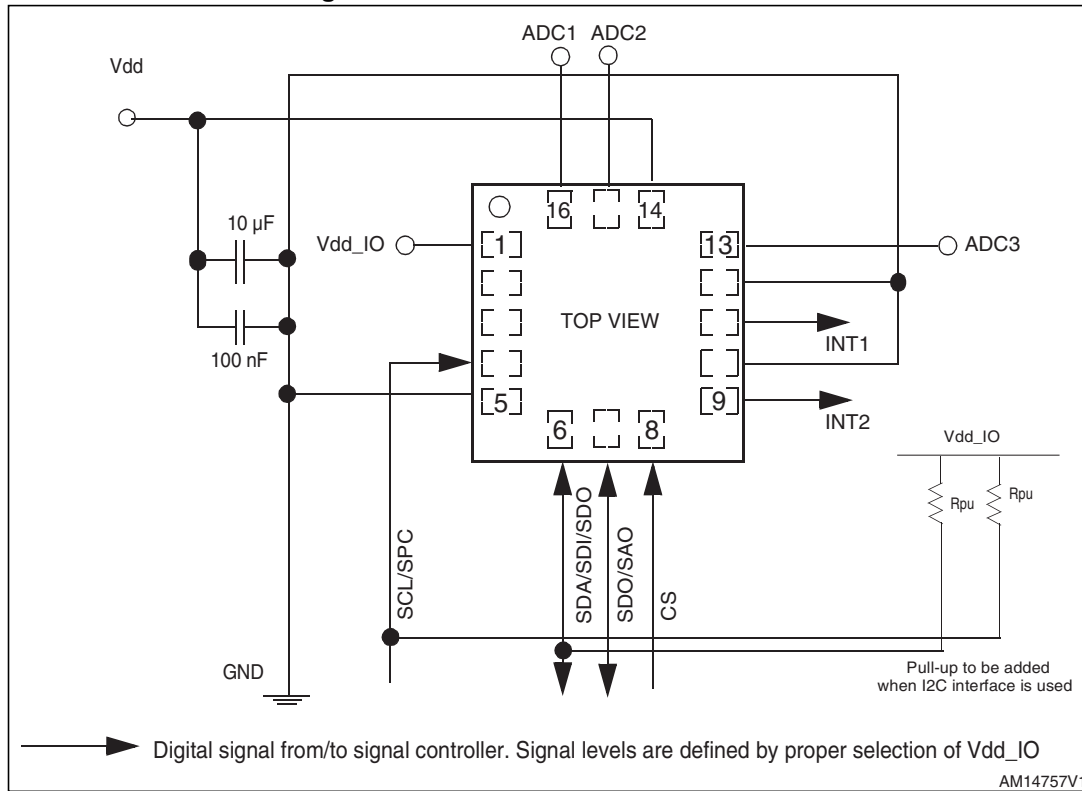 ADC1 ADC2
Vdd
16 14
10 µF
Vdd_IO
1
13
ADC3
TOP VIEW
INT1
100 nF
5
9
6
8
INT2
Vdd_IO
Rpu
Rpu
SCL/SPC
SDA/SDI/SDO
SDO/SAO
CS
GND
Pull-up to be added
when I2C interface is used
Digital signal from/to signal controller. Signal levels are defined by proper selection of Vdd_IO
AM14757V1